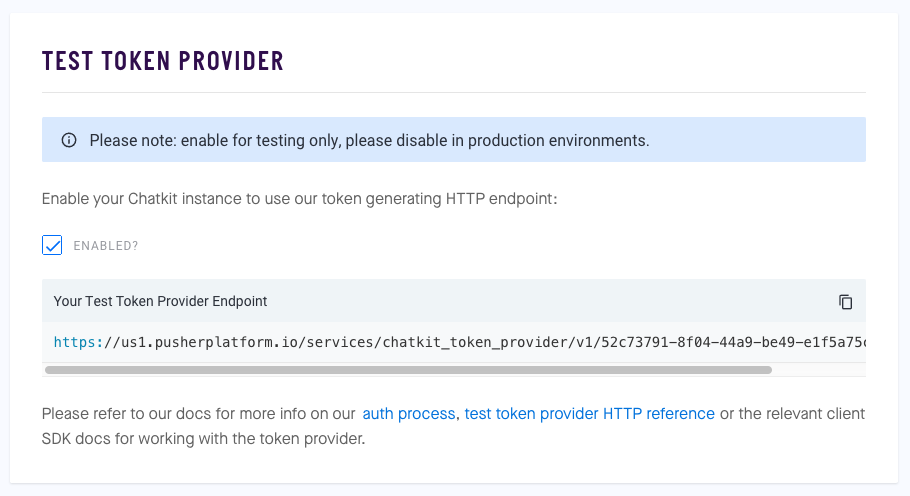 TEST TOKEN PROVIDER
Please note: enable for testing only, please disable in production environments.
Enable your Chatkit instance to use our token generating HTTP endpoint:
ENABLED?
Your Test Token Provider Endpoint
https://us1.pusherplatform.io/services/chatkit_token_provider/v1/52c73791-8f04-44a9-be49-e1f5a75c
Please refer to our docs for more info on our auth process, test token provider HTTP reference or the relevant client
SDK docs for working with the token provider.